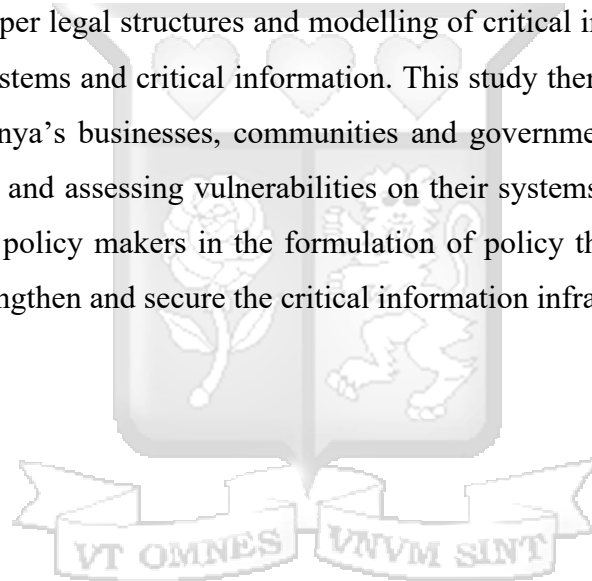 per legal structures and modelling of critical i
stems and critical information. This study ther
nya’s businesses, communities and governme
and assessing vulnerabilities on their systems
policy makers in the formulation of policy th
ngthen and secure the critical information infra
VT OMNES VNVM SINT